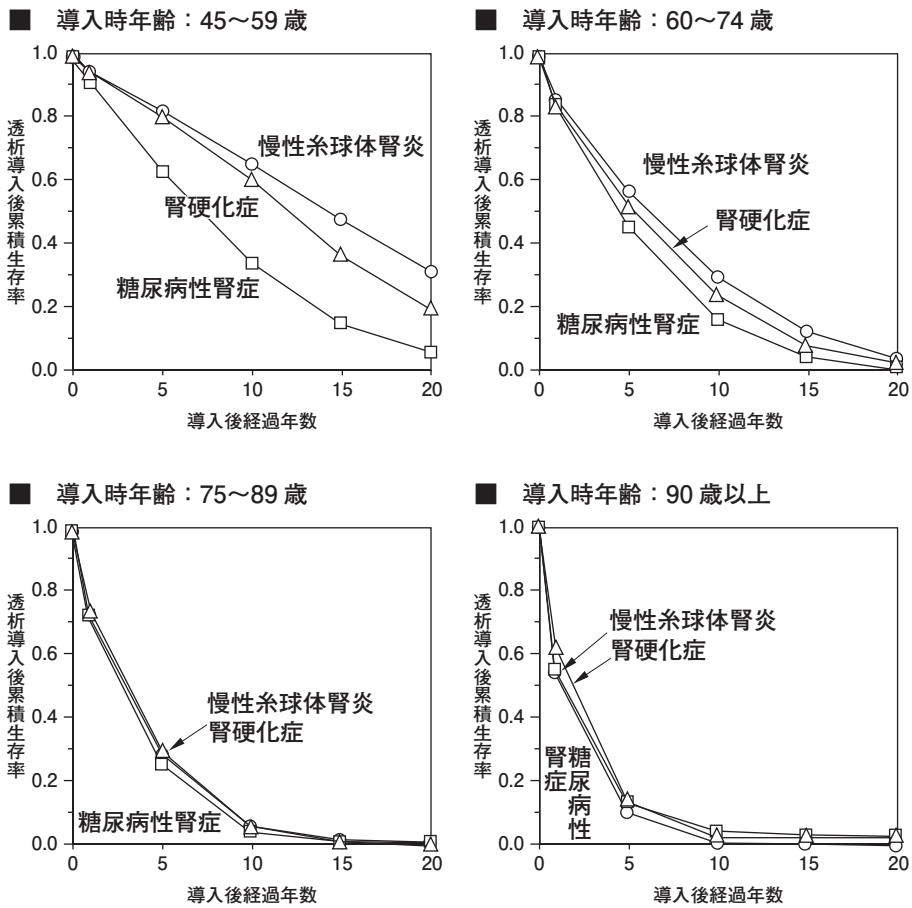 ■ 導入時年齢：45～59 歳
透析導入後累積生存率
1.0
0.8
0.6
0.4
0.2
0.0
慢性糸球体腎炎
腎硬化症
糖尿病性腎症
0 5 10 15 20
導入後経過年数
■ 導入時年齢：60～74 歳
透析導入後累積生存率
1.0
0.8
0.6
0.4
0.2
0.0
慢性糸球体腎炎
腎硬化症
糖尿病性腎症
0 5 10 15 20
導入後経過年数
■ 導入時年齢：75～89 歳
透析導入後累積生存率
1.0
0.8
0.6
0.4
0.2
0.0
慢性糸球体腎炎
腎硬化症
糖尿病性腎症
0 5 10 15 20
導入後経過年数
■ 導入時年齢：90 歳以上
透析導入後累積生存率
1.0
0.8
0.6
0.4
0.2
0.0
慢性糸球体腎炎
腎硬化症
糖尿病性
腎症
0 5 10 15 20
導入後経過年数